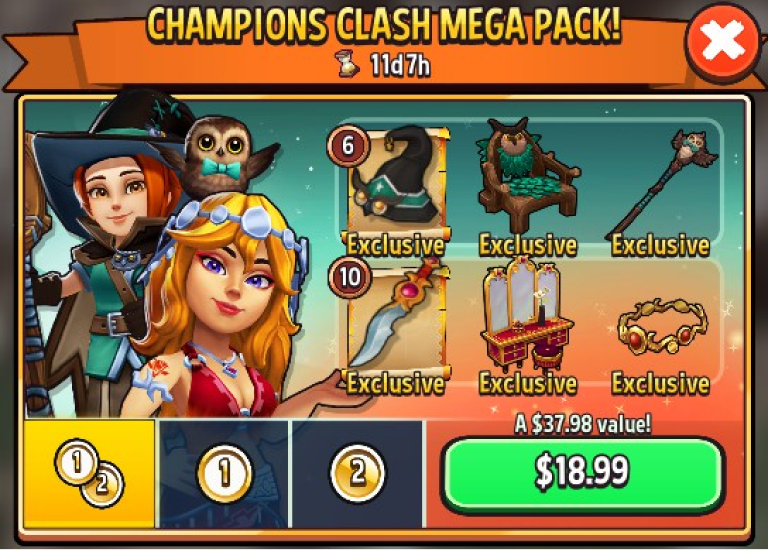 CHAMPIONS CLASH MEGA PACK!
11d7h
6
Exclusive Exclusive Exclusive
10
Exclusive Exclusive Exclusive
A $37.98 value!
1 2 1 2 $18.99